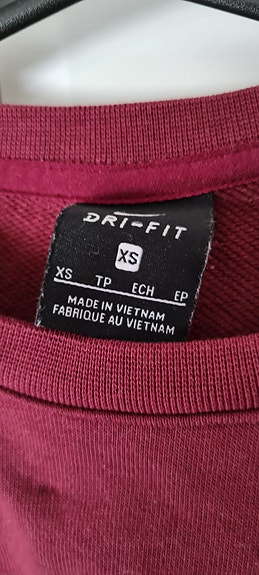 DRI-FIT
XS
XS TP ECH EP
MADE IN VIETNAM
FABRIQUE AU VIETNAM